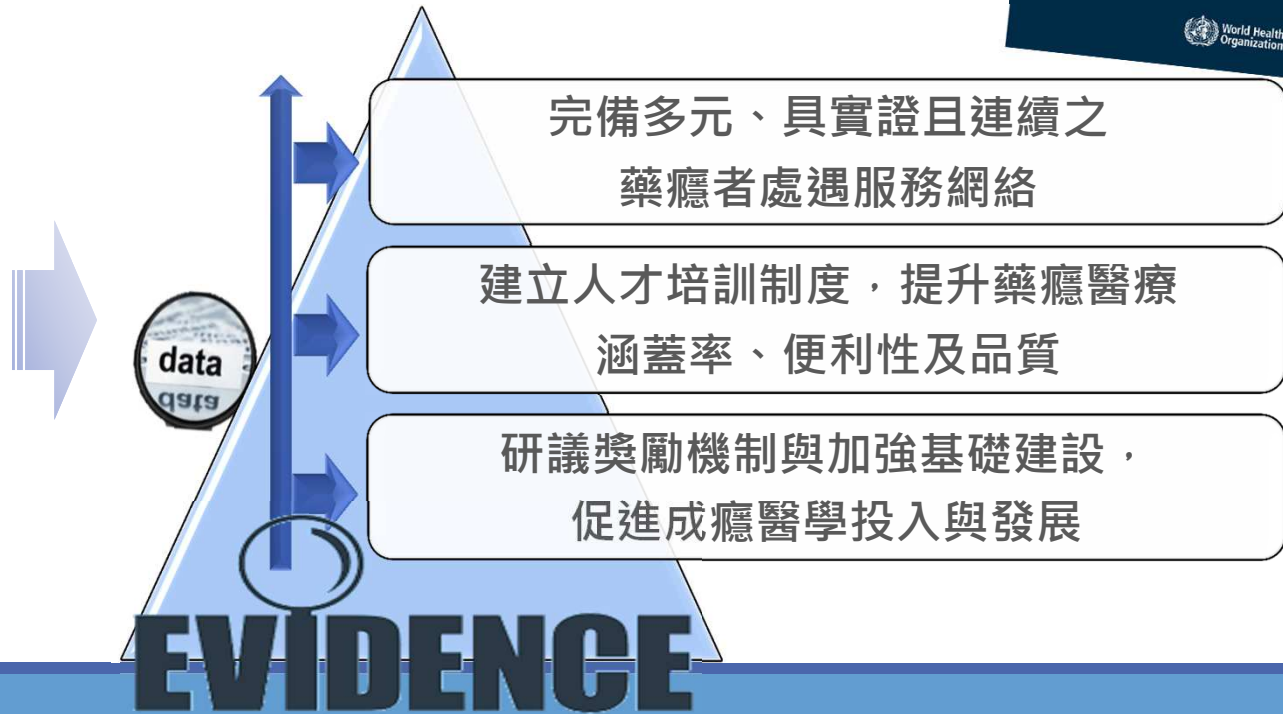 World Health
Organization
完備多元、具實證且連續之
藥癮者處遇服務網絡
建立人才培訓制度，提升藥癮醫療
涵蓋率、便利性及品質
研議獎勵機制與加強基礎建設，
促進成癮醫學投入與發展
data
data
EVIDENCE